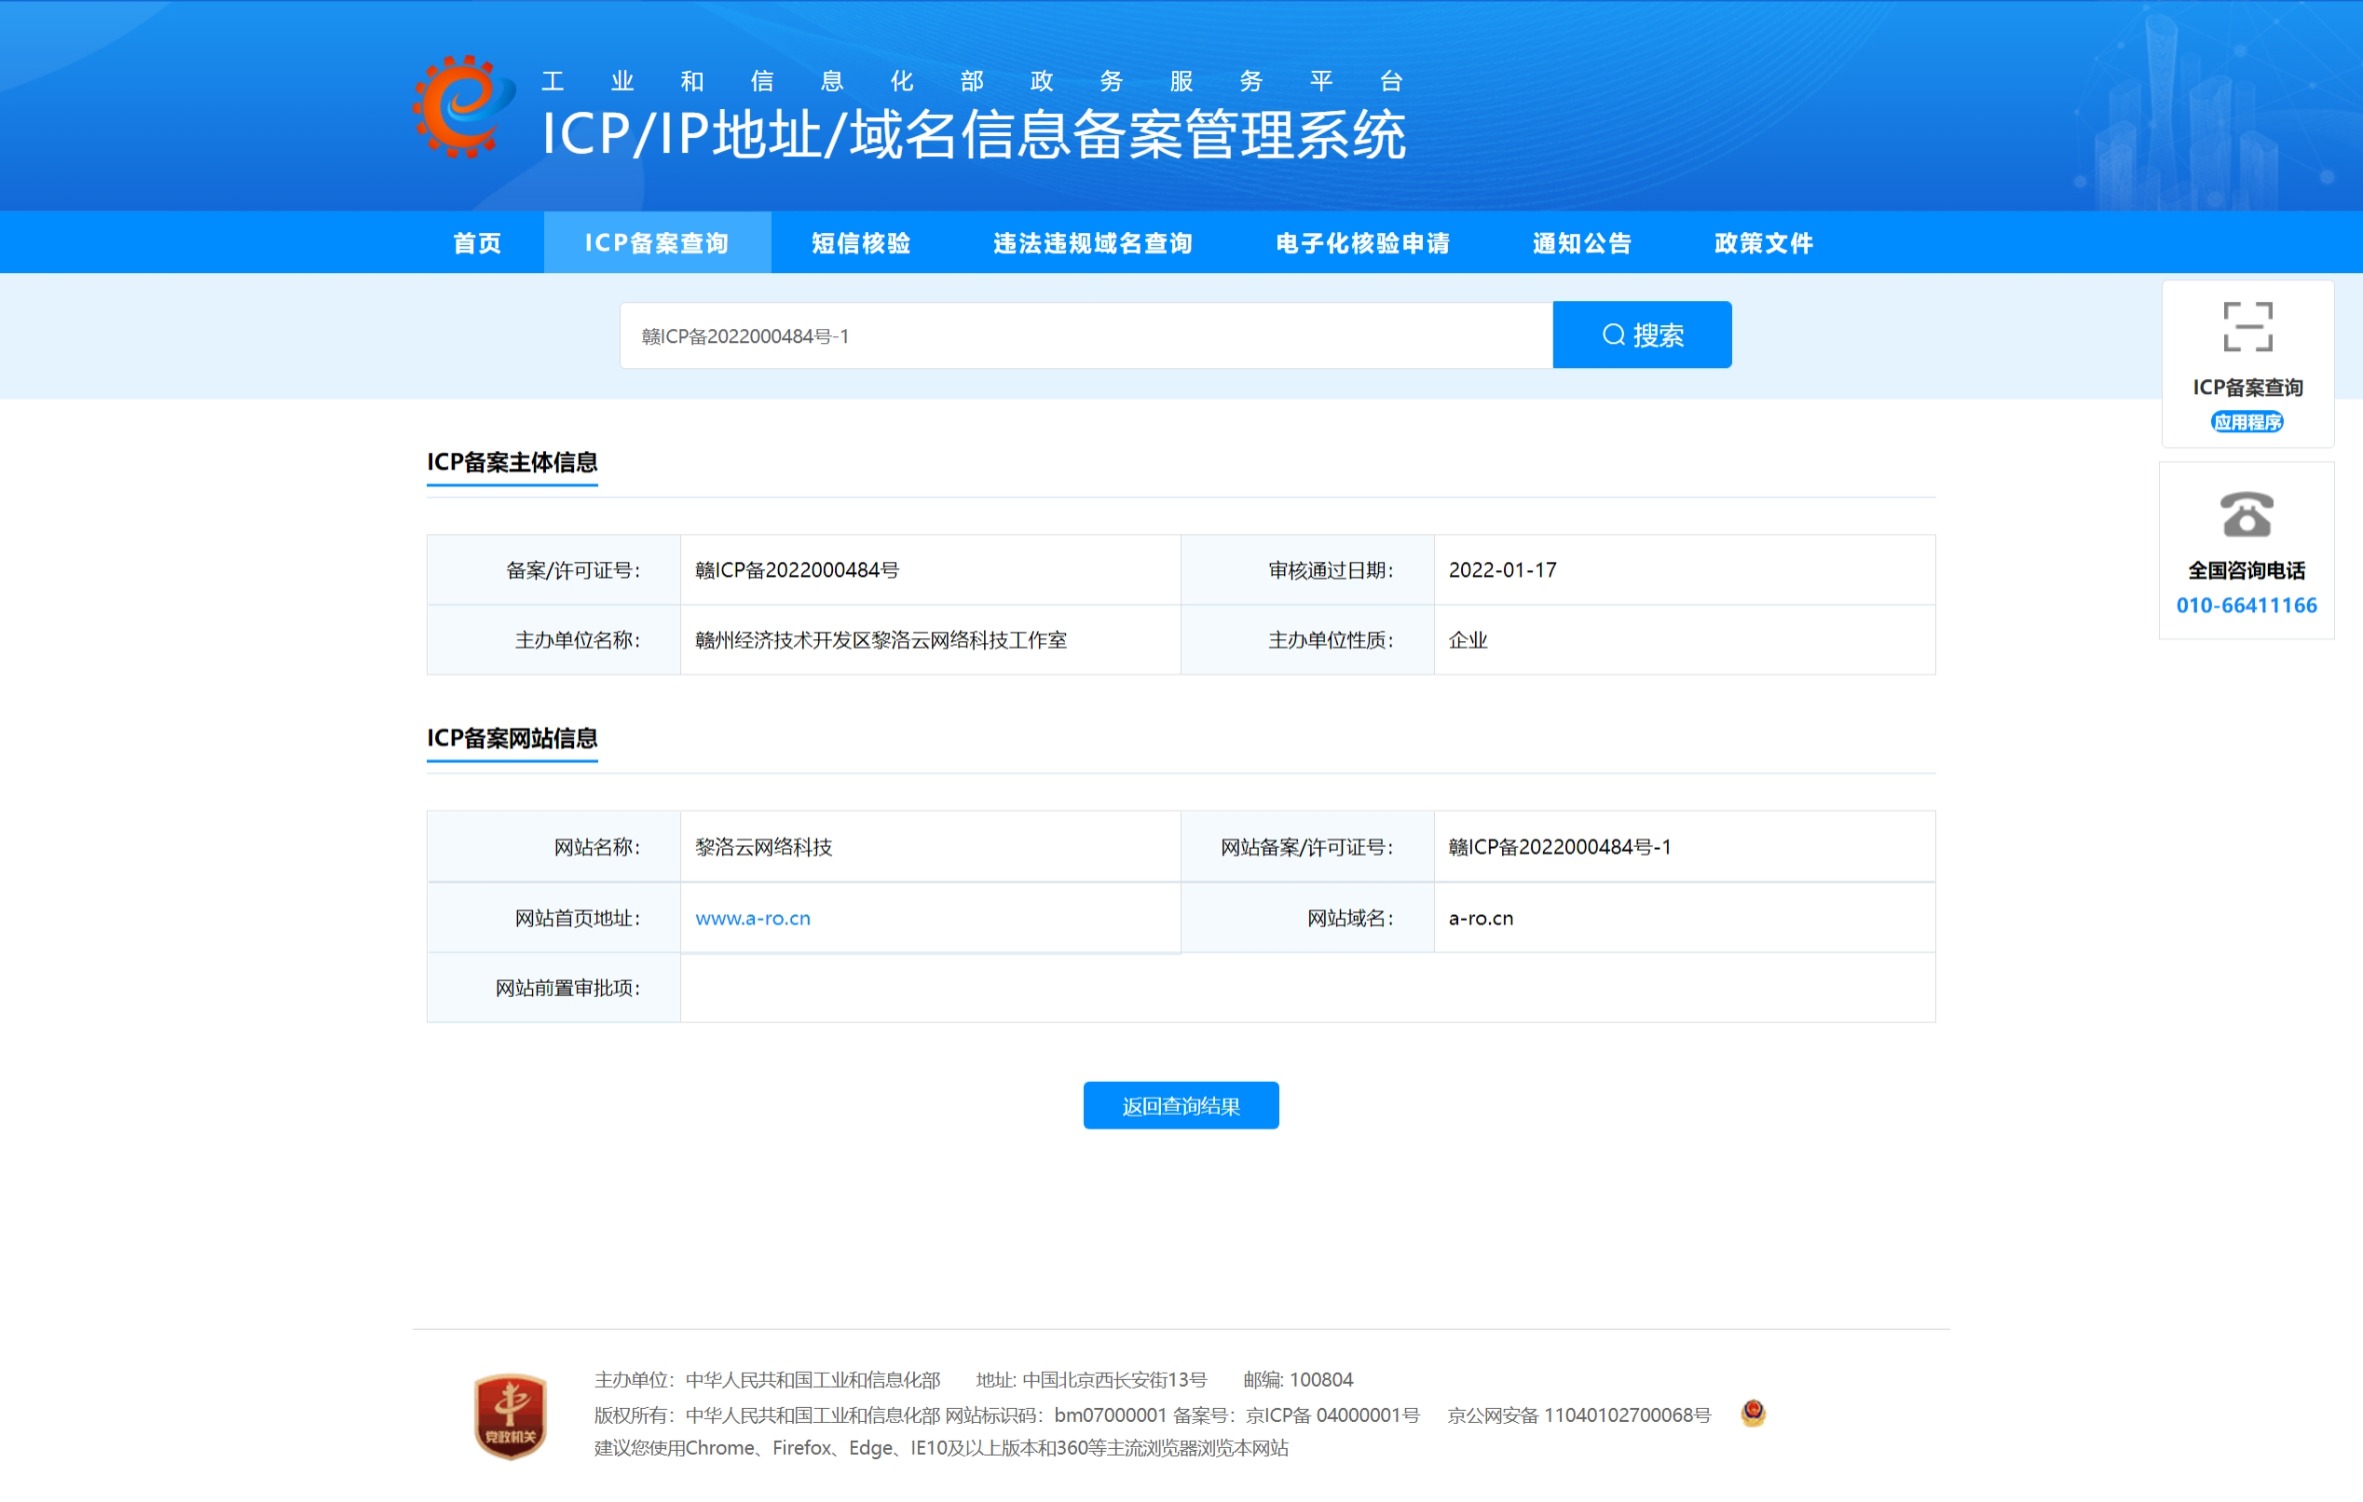 工业和信息化部政务服务平台
ICP/IP地址/域名信息备案管理系统
首页 ICP备案查询 短信核验 违法违规域名查询 电子化核验申请 通知公告 政策文件
赣ICP备2022000484号-1 搜索
ICP备案查询
应用程序
全国咨询电话
010-66411166
ICP备案主体信息
备案/许可证号： 赣ICP备2022000484号 审核通过日期： 2022-01-17
主办单位名称： 赣州经济技术开发区黎洛云网络科技工作室 主办单位性质： 企业
ICP备案网站信息
网站名称： 黎洛云网络科技 网站备案/许可证号： 赣ICP备2022000484号-1
网站首页地址： www.a-ro.cn 网站域名： a-ro.cn
网站前置审批项：
返回查询结果
党政机关
主办单位：中华人民共和国工业和信息化部 地址: 中国北京西长安街13号 邮编: 100804
版权所有：中华人民共和国工业和信息化部 网站标识码：bm07000001 备案号：京ICP备 04000001号 京公网安备 11040102700068号
建议您使用Chrome、Firefox、Edge、IE10及以上版本和360等主流浏览器浏览本网站